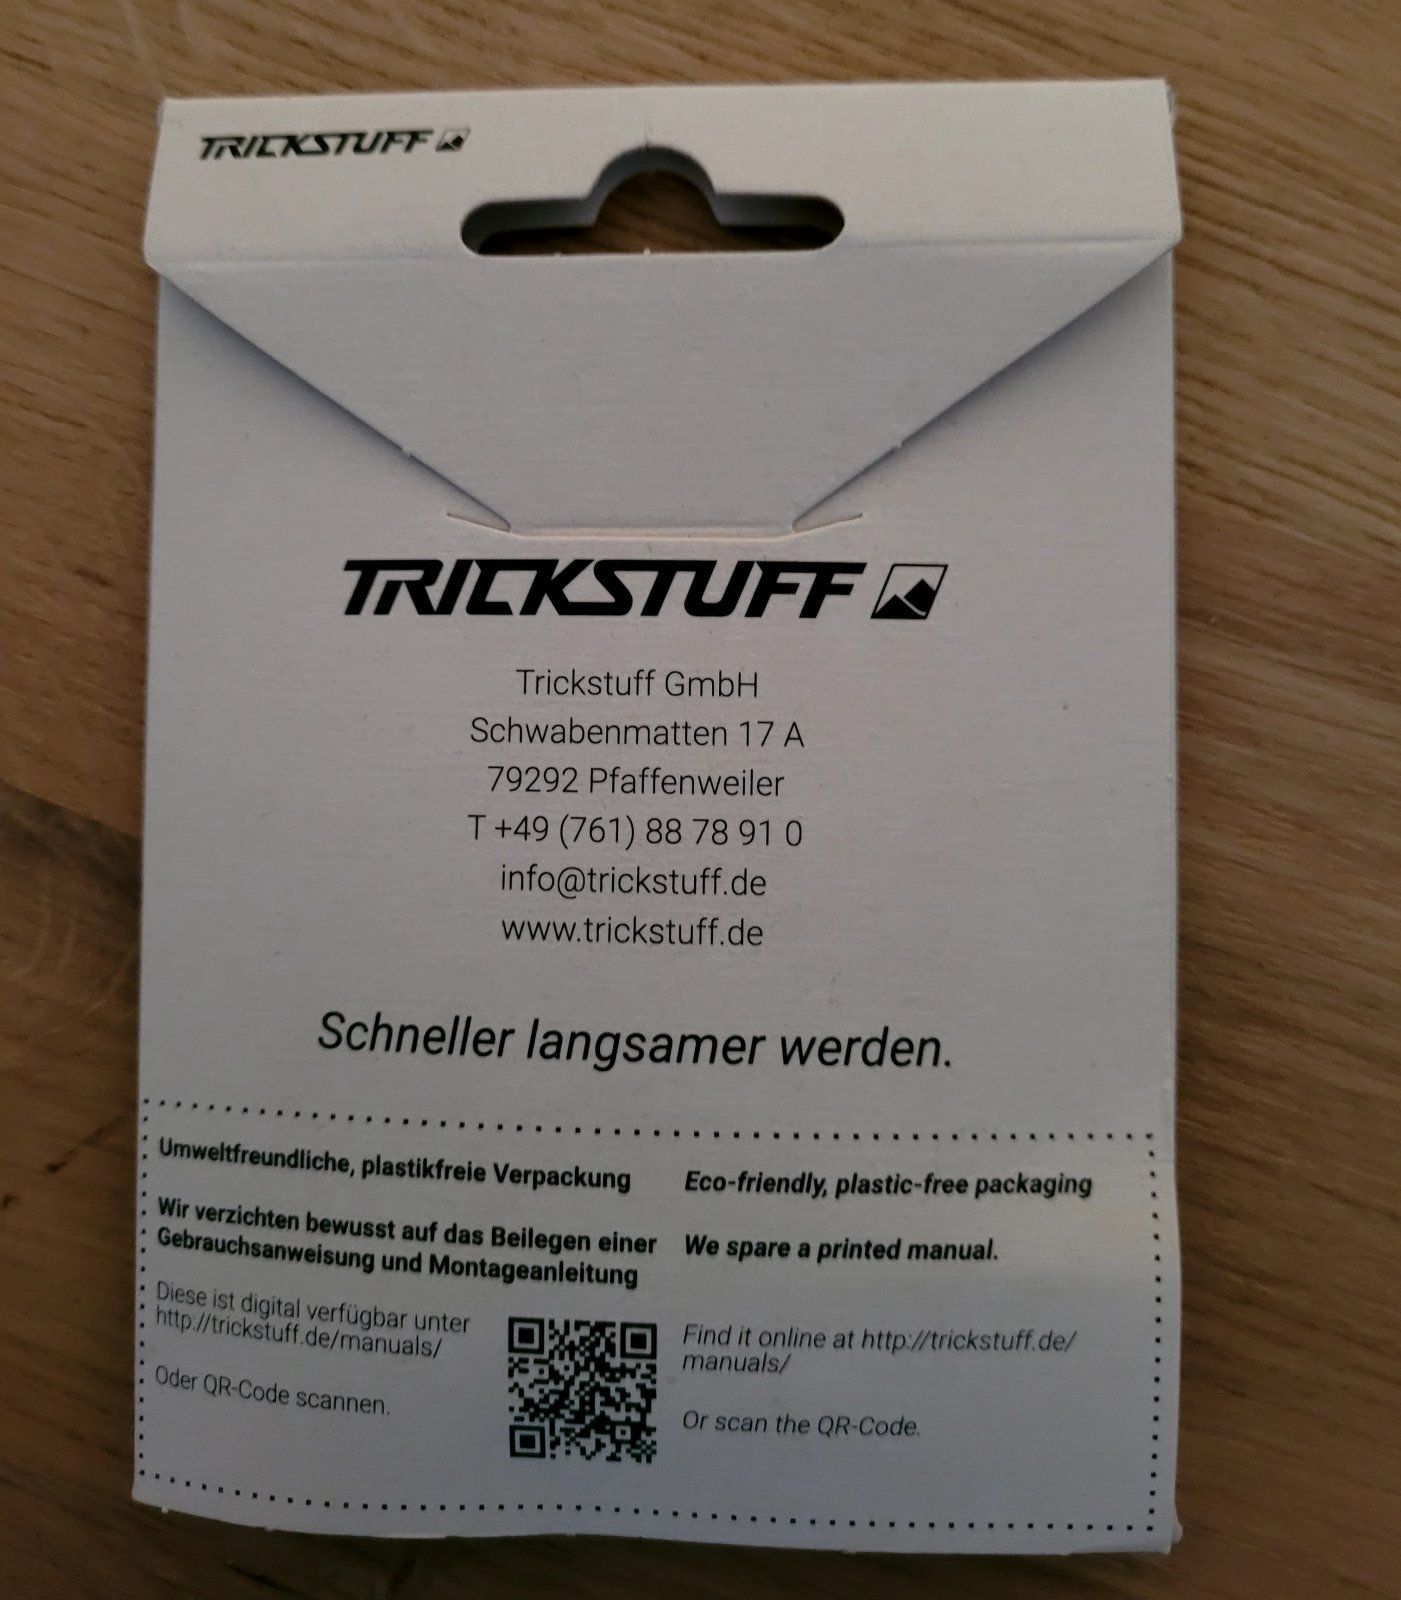 TRICKSTUFF
TRICKSTUFF
Trickstuff GmbH
Schwabenmatten 17 A
79292 Pfaffenweiler
T +49 (761) 88 78 91 0
info@trickstuff.de
www.trickstuff.de
Schneller langsamer werden.
Umweltfreundliche, plastikfreie Verpackung
Wir verzichten bewusst auf das Beilegen einer
Gebrauchsanweisung und Montageanleitung
Diese ist digital verfügbar unter
http://trickstuff.de/manuals/
Oder QR-Code scannen.
Eco-friendly, plastic-free packaging
We spare a printed manual.
Find it online at http://trickstuff.de/
manuals/
Or scan the QR-Code.